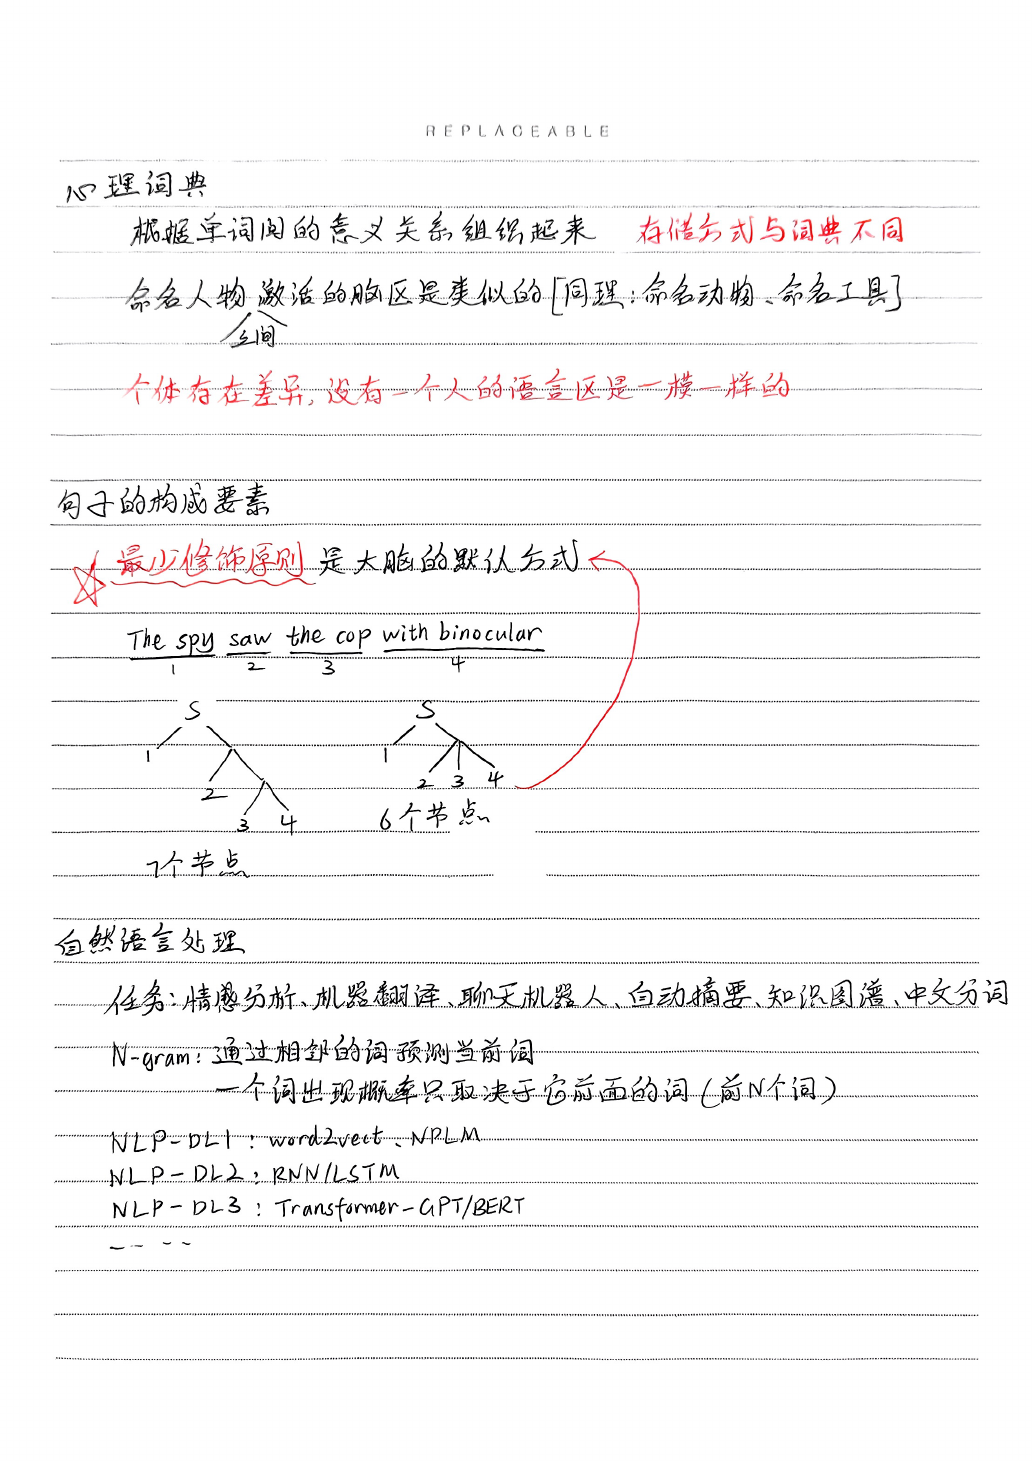 REPLACEABLE
心理词典
根据单词间的意义关系组织起来 存储方式与词典不同
命名人物激活的脑区是类似的[同理:命名动物、命名工具]
之间
个体存在差异,没有一个人的语言区是一模一样的
句子的构成要素
最少修饰原则是大脑的默认方式
The spy saw the cop with binocular
1 2 3 4
S S
1 1
2 2 3 4
3 4 6个节点
7个节点
自然语言处理
任务:情感分析、机器翻译、聊天机器人、自动摘要、知识图谱、中文分词
N-gram:通过相邻的词预测当前词
一个词出现概率只取决于它前面的词(前N个词)
NLP-DL1:word2vect、NPLM
NLP-DL2:RNN/LSTM
NLP-DL3:Transformer-GPT/BERT